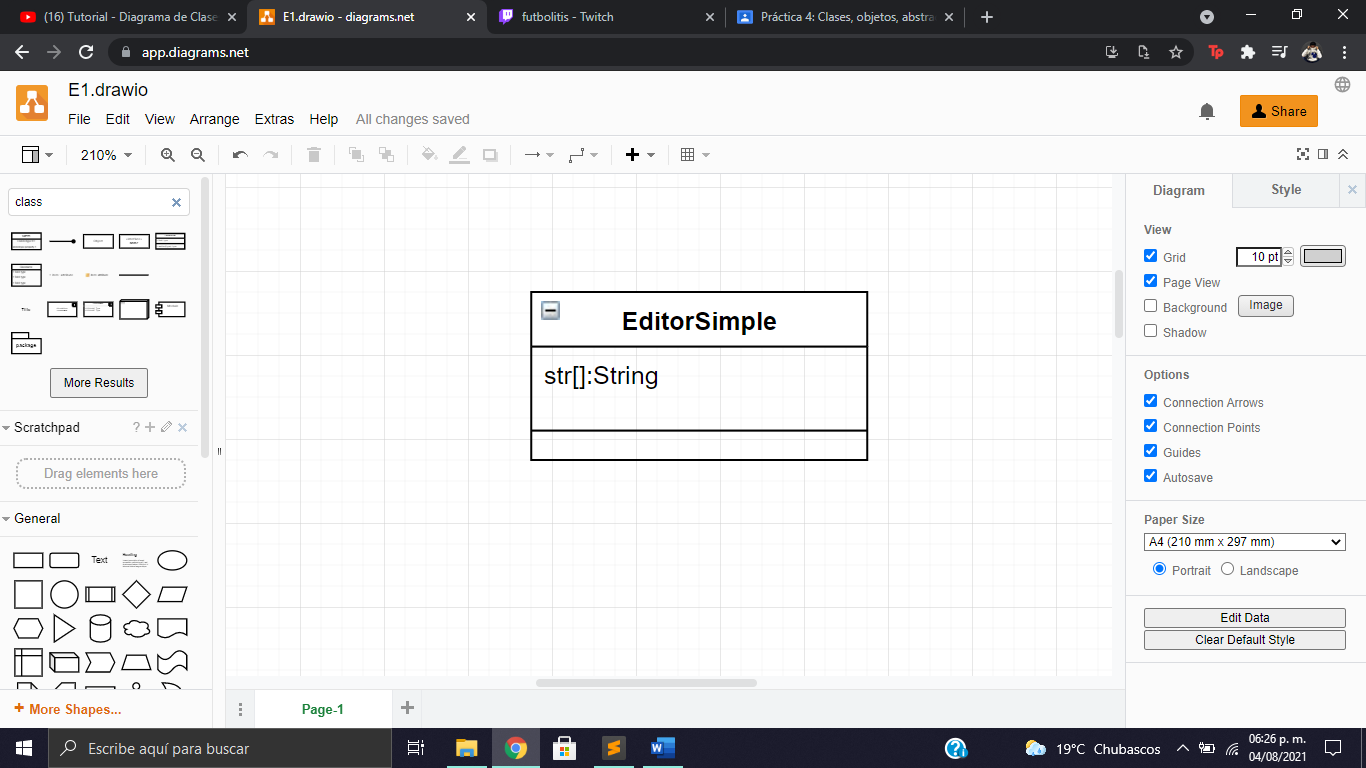 (16) Tutorial - Diagrama de Clase
E1.drawio - diagrams.net
futbolitis - Twitch
Práctica 4: Clases, objetos, abstra
app.diagrams.net
E1.drawio
File Edit View Arrange Extras Help All changes saved
Share
210%
class
Diagram
Style
View
Grid
10 pt
Page View
Background
Image
Shadow
Title
package
More Results
Scratchpad
Drag elements here
General
Text
Heading
More Shapes...
EditorSimple
str[]:String
Options
Connection Arrows
Connection Points
Guides
Autosave
Paper Size
A4 (210 mm x 297 mm)
Portrait
Landscape
Edit Data
Clear Default Style
Page-1
Escribe aquí para buscar
19°C Chubascos
06:26 p. m.
04/08/2021